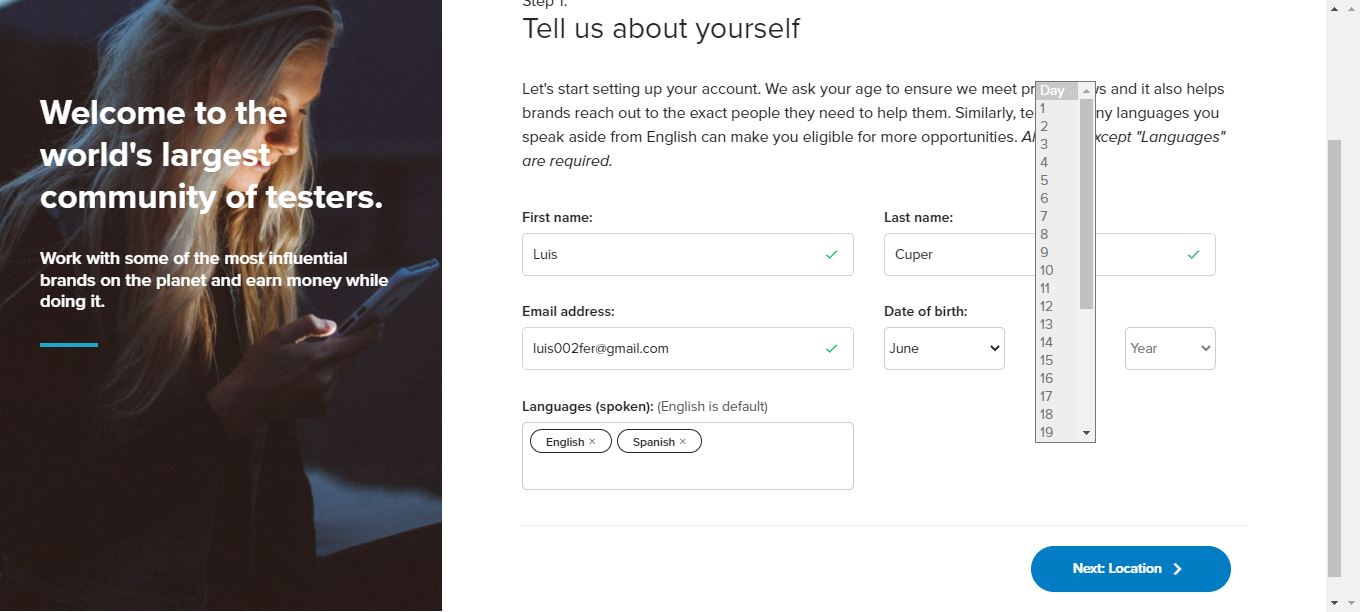 Welcome to the
world's largest
community of testers.
Work with some of the most influential
brands on the planet and earn money while
doing it.
Step 1:
Tell us about yourself
Let's start setting up your account. We ask your age to ensure we meet pr s and it also helps
brands reach out to the exact people they need to help them. Similarly, te ny languages you
speak aside from English can make you eligible for more opportunities. Al xcept "Languages"
are required.
First name:
Last name:
Luis
Cuper
Email address:
Date of birth:
luis002fer@gmail.com
June
Year
Day
1
2
3
4
5
6
7
8
9
10
11
12
13
14
15
16
17
18
19
Languages (spoken): (English is default)
English × Spanish ×
Next: Location